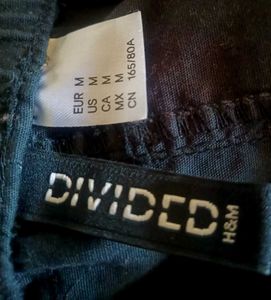 EUR M
US M
CA M
MX M
CN 165/80A
DIVIDED
H&M